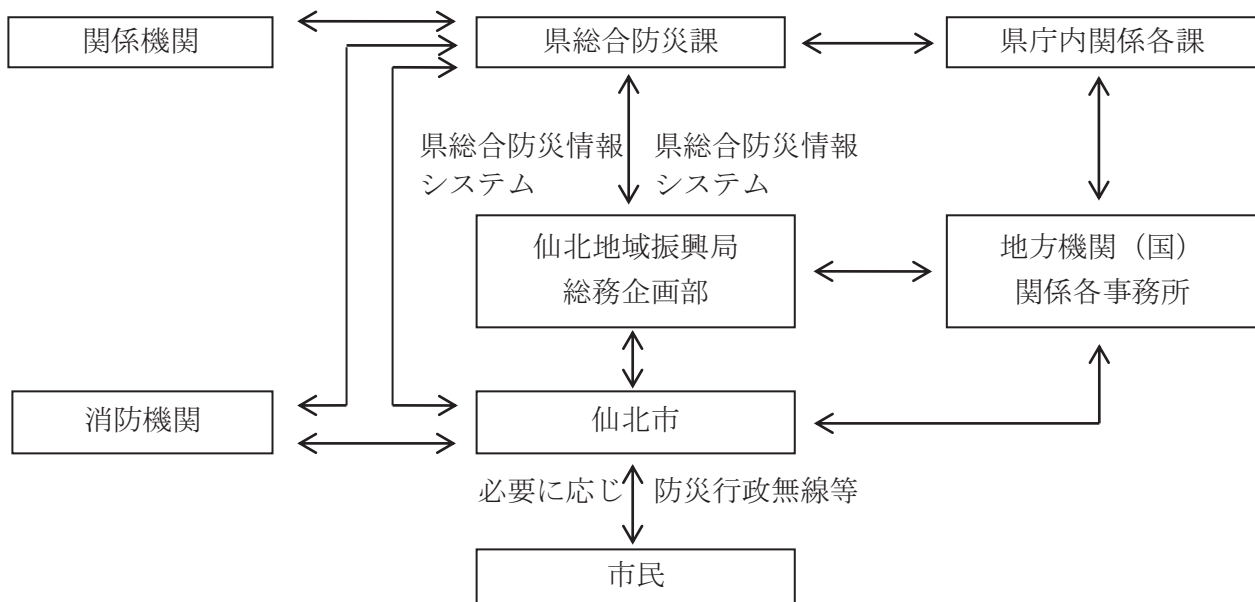 関係機関
県総合防災課
県庁内関係各課
県総合防災情報
システム
県総合防災情報
システム
仙北地域振興局
総務企画部
地方機関（国）
関係各事務所
消防機関
仙北市
必要に応じ
防災行政無線等
市民